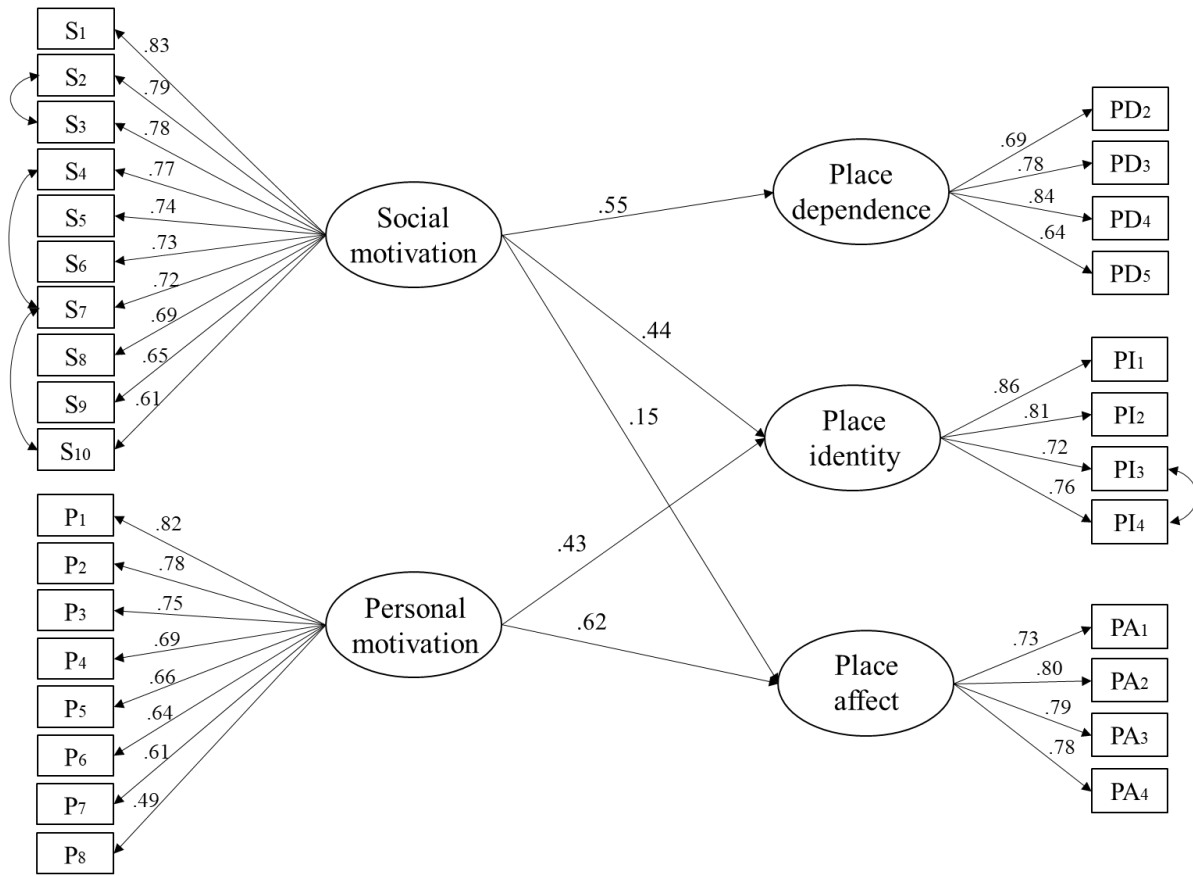 S1
S2
S3
S4
S5
S6
S7
S8
S9
S10
.83
.79
.78
.77
.74
.73
.72
.69
.65
.61
Social
motivation
P1
P2
P3
P4
P5
P6
P7
P8
.82
.78
.75
.69
.66
.64
.61
.49
Personal
motivation
.55
.44
.15
.43
.62
Place
dependence
.69
.78
.84
.64
PD2
PD3
PD4
PD5
Place
identity
.86
.81
.72
.76
PI1
PI2
PI3
PI4
Place
affect
.73
.80
.79
.78
PA1
PA2
PA3
PA4